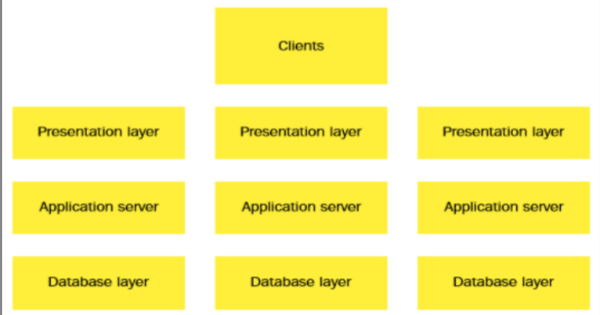 Clients
Presentation layer Presentation layer Presentation layer
Application server Application server Application server
Database layer Database layer Database layer